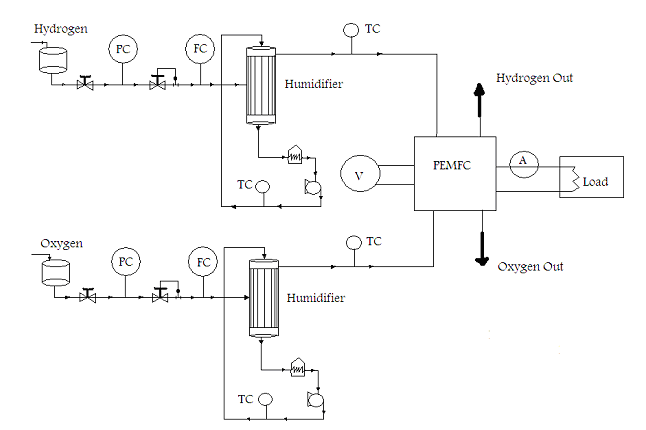 Hydrogen
PC
FC
TC
Humidifier
Hydrogen Out
TC
V
PEMFC
A
Load
Oxygen
PC
FC
TC
Humidifier
Oxygen Out
TC